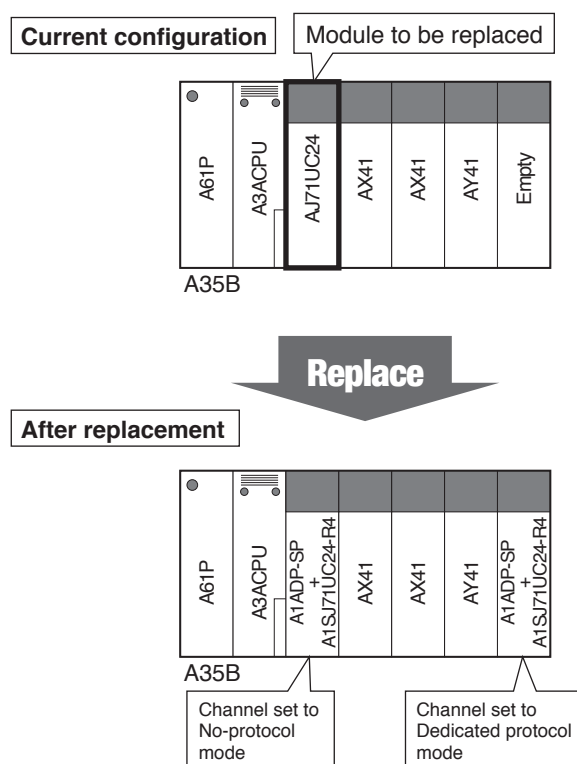 Current configuration
Module to be replaced
A61P
A3ACPU
AJ71UC24
AX41
AX41
AY41
Empty
A35B
Replace
After replacement
A61P
A3ACPU
A1ADP-SP
+
A1SJ71UC24-R4
AX41
AX41
AY41
A1ADP-SP
+
A1SJ71UC24-R4
A35B
Channel set to
No-protocol
mode
Channel set to
Dedicated protocol
mode